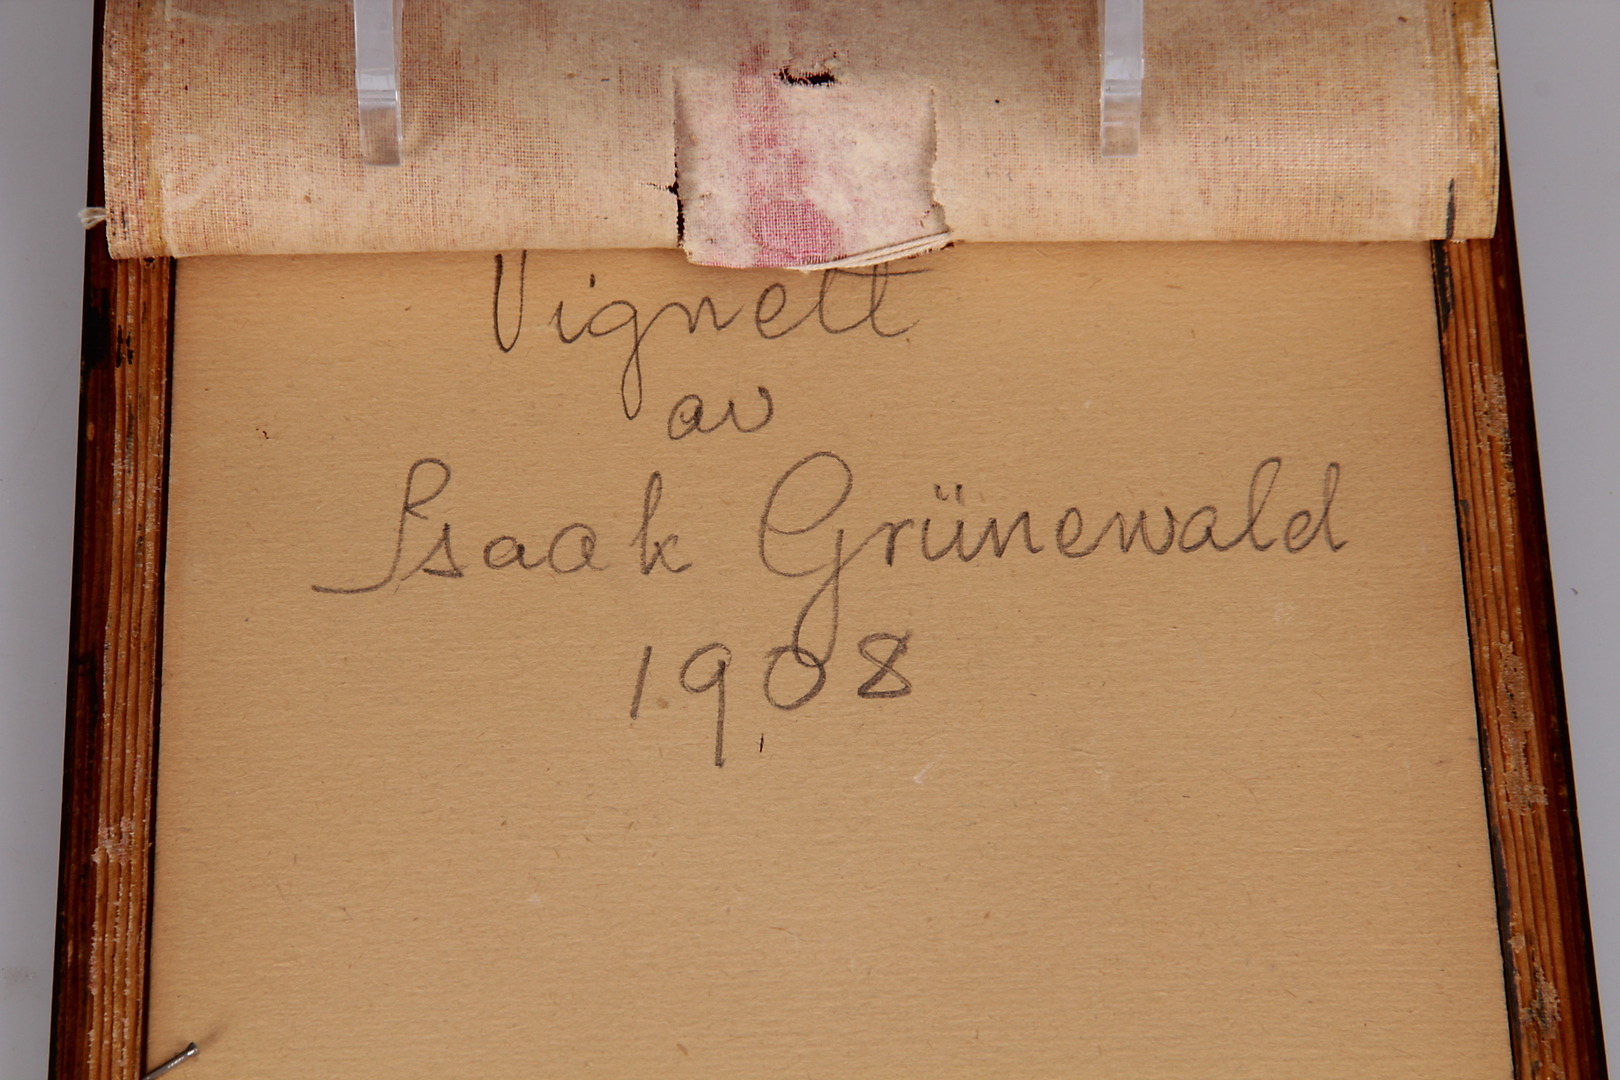 Vignett
av
Isaak Grünewald
1908